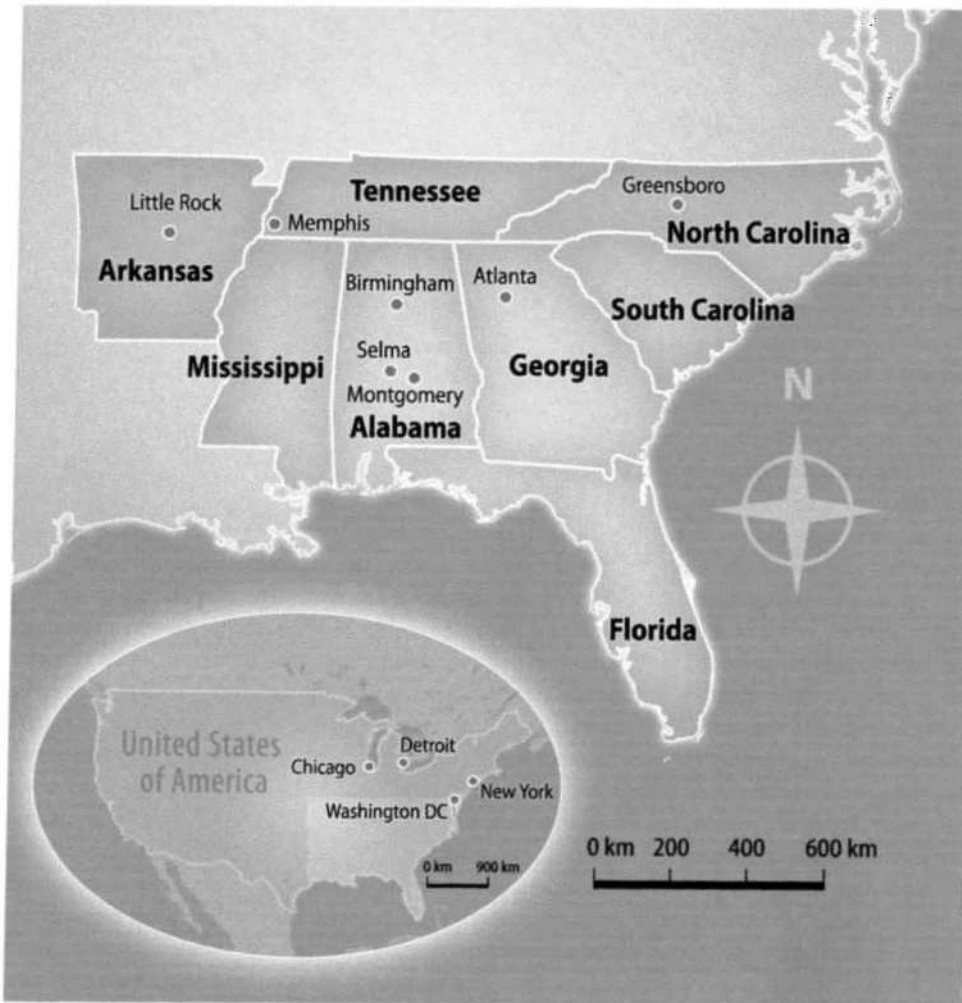 Tennessee
Greensboro
Little Rock
Memphis
North Carolina
Arkansas
Birmingham
Atlanta
South Carolina
Selma
Mississippi
Georgia
Montgomery
Alabama
N
Florida
United States
of America
Detroit
Chicago
New York
Washington DC
0 km 900 km
0 km 200 400 600 km